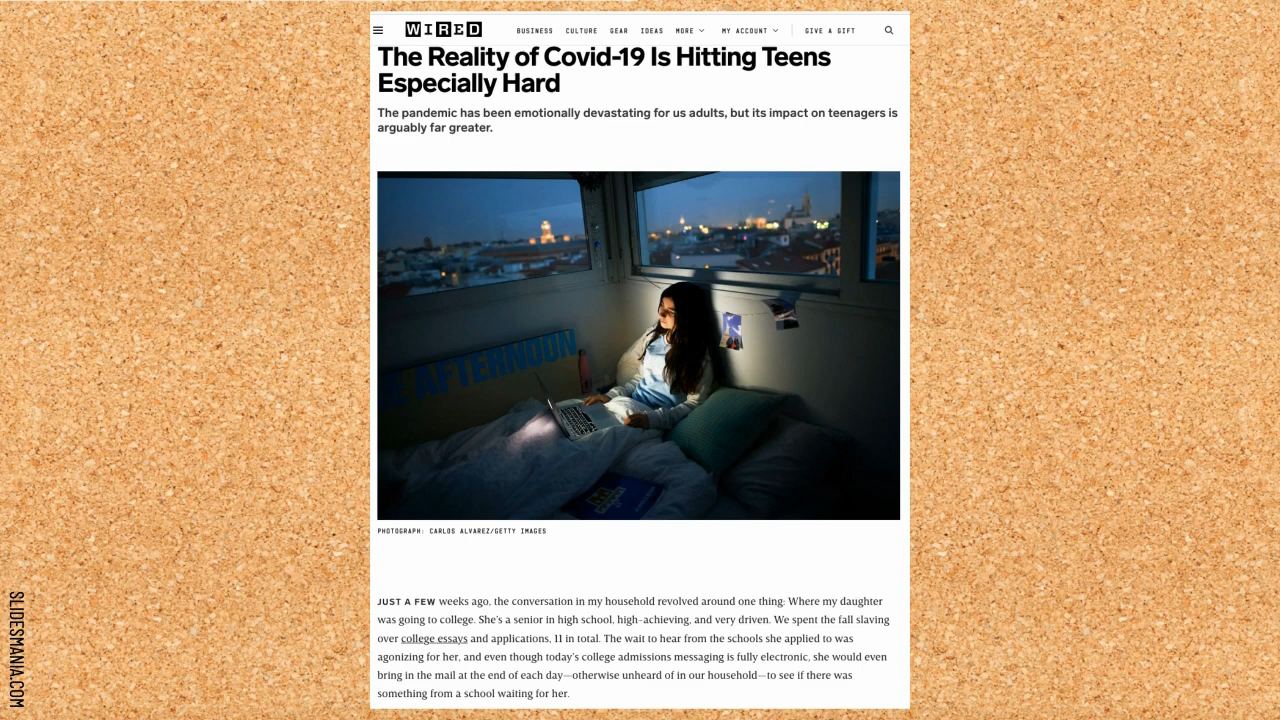 WIRED
BUSINESS CULTURE GEAR IDEAS MORE MY ACCOUNT GIVE A GIFT
The Reality of Covid-19 Is Hitting Teens
Especially Hard
The pandemic has been emotionally devastating for us adults, but its impact on teenagers is
arguably far greater.
E AFTERNOON
PHOTOGRAPH: CARLOS ALVAREZ/GETTY IMAGES
JUST A FEW weeks ago, the conversation in my household revolved around one thing: Where my daughter
was going to college. She's a senior in high school, high-achieving, and very driven. We spent the fall slaving
over college essays and applications, 11 in total. The wait to hear from the schools she applied to was
agonizing for her, and even though today's college admissions messaging is fully electronic, she would even
bring in the mail at the end of each day—otherwise unheard of in our household—to see if there was
something from a school waiting for her.
SLIDESMANIA.COM